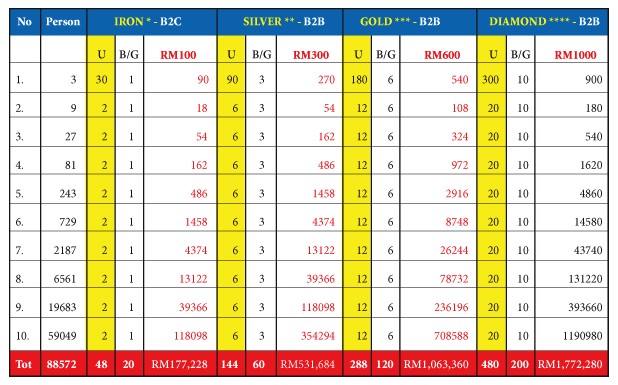 No Person IRON * - B2C SILVER ** - B2B GOLD *** - B2B DIAMOND **** - B2B
U B/G RM100 U B/G RM300 U B/G RM600 U B/G RM1000
1. 3 30 1 90 90 3 270 180 6 540 300 10 900
2. 9 2 1 18 6 3 54 12 6 108 20 10 180
3. 27 2 1 54 6 3 162 12 6 324 20 10 540
4. 81 2 1 162 6 3 486 12 6 972 20 10 1620
5. 243 2 1 486 6 3 1458 12 6 2916 20 10 4860
6. 729 2 1 1458 6 3 4374 12 6 8748 20 10 14580
7. 2187 2 1 4374 6 3 13122 12 6 26244 20 10 43740
8. 6561 2 1 13122 6 3 39366 12 6 78732 20 10 131220
9. 19683 2 1 39366 6 3 118098 12 6 236196 20 10 393660
10. 59049 2 1 118098 6 3 354294 12 6 708588 20 10 1190980
Tot 88572 48 20 RM177,228 144 60 RM531,684 288 120 RM1,063,360 480 200 RM1,772,280